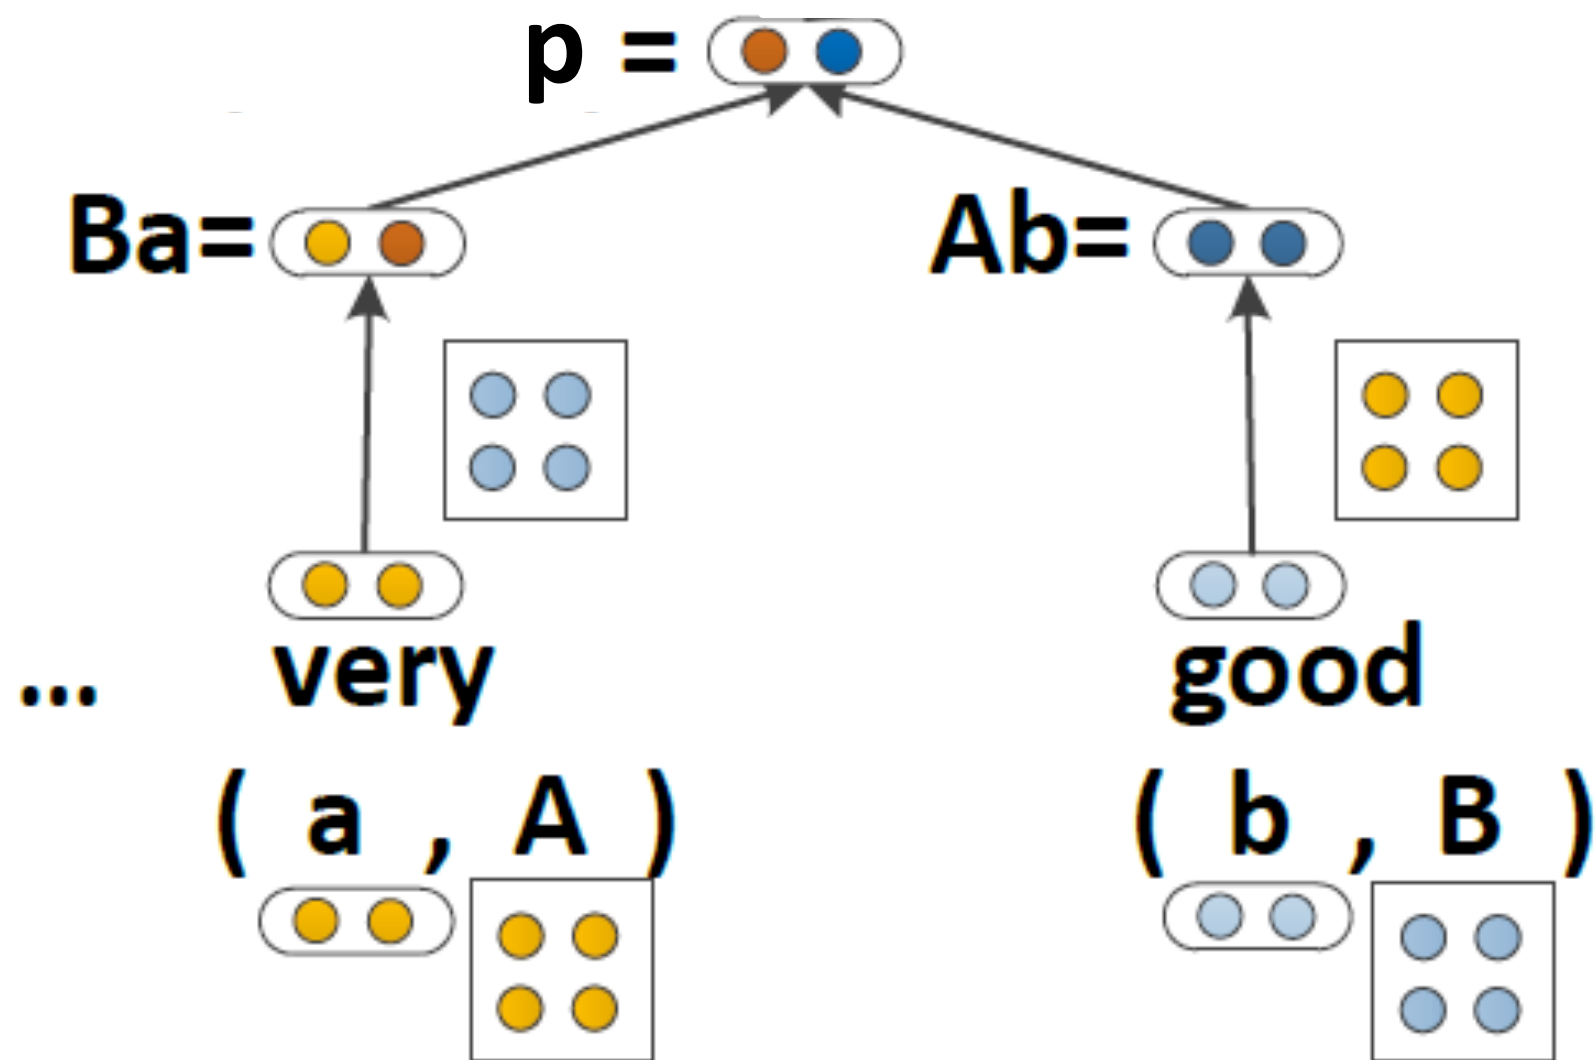 p =
Ba= Ab=
... very good
( a , A ) ( b , B )